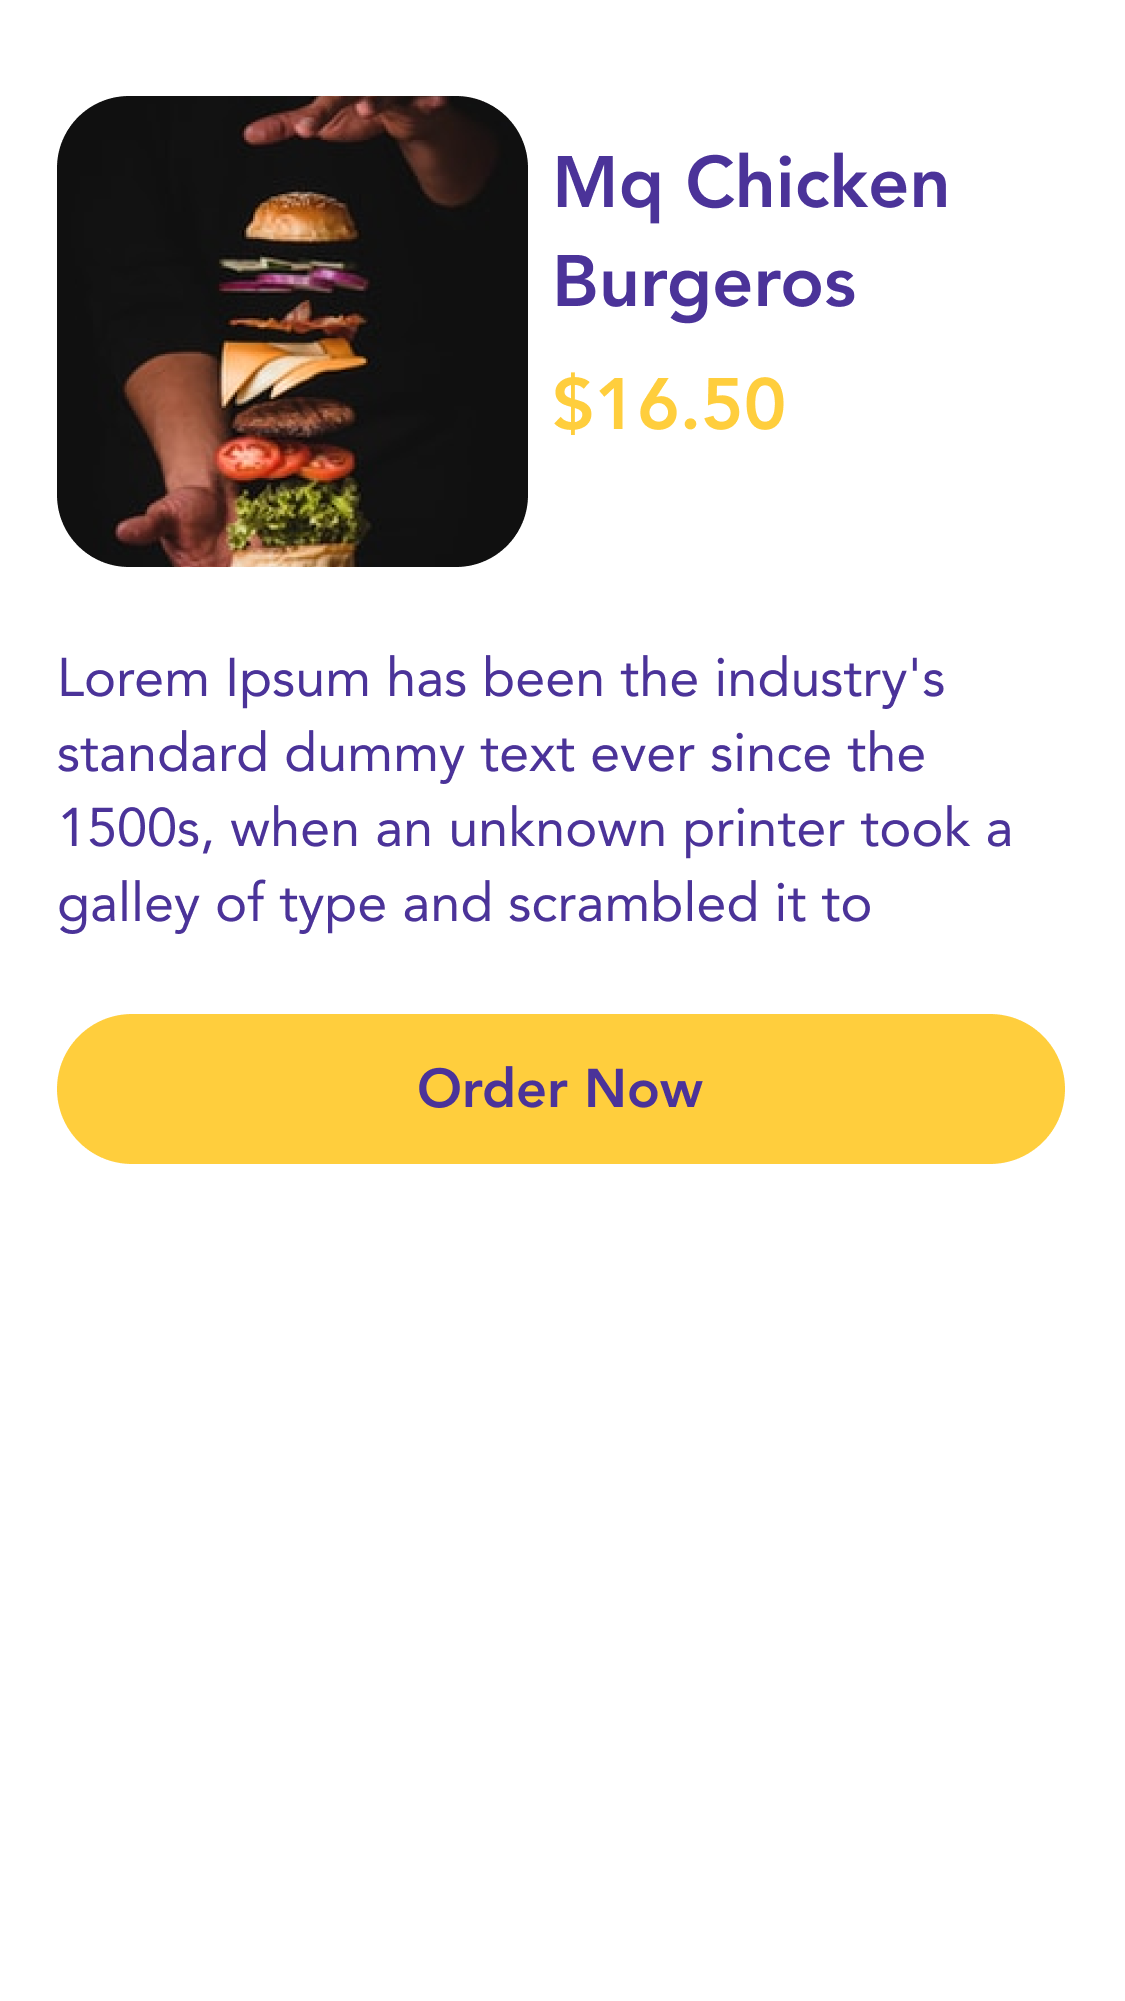 Mq Chicken
Burgeros
$16.50
Lorem Ipsum has been the industry's
standard dummy text ever since the
1500s, when an unknown printer took a
galley of type and scrambled it to
Order Now